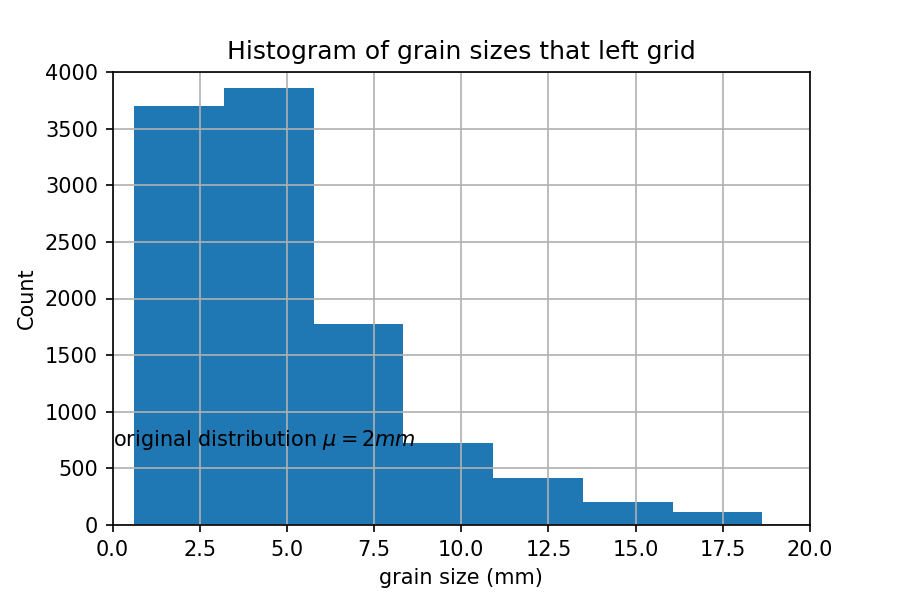 Histogram of grain sizes that left grid
4000
3500
3000
2500
2000
1500
1000
500
0
Count
original distribution μ = 2mm
0.0 2.5 5.0 7.5 10.0 12.5 15.0 17.5 20.0
grain size (mm)